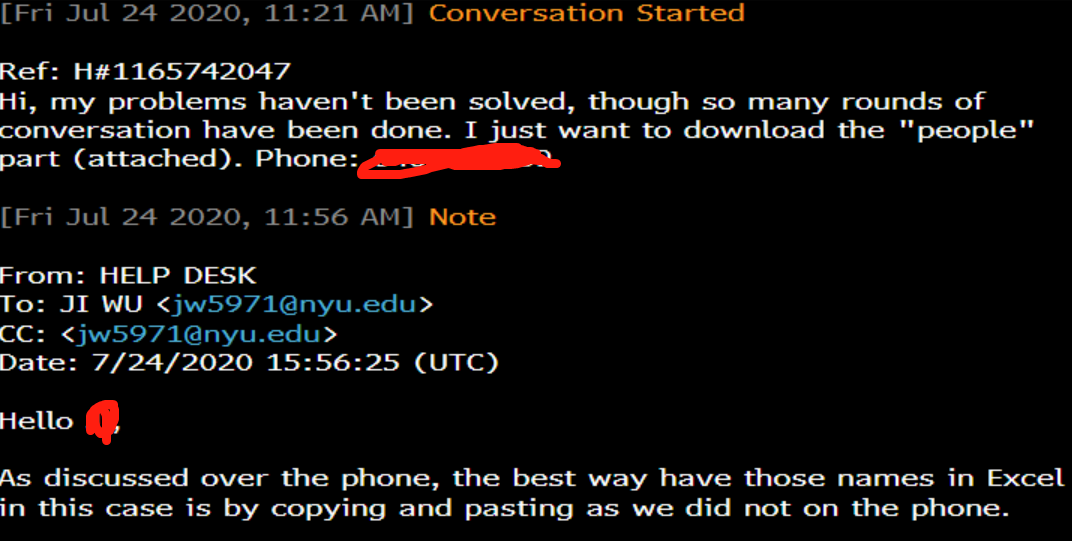 [Fri Jul 24 2020, 11:21 AM] Conversation Started
Ref: H#1165742047
Hi, my problems haven't been solved, though so many rounds of
conversation have been done. I just want to download the "people"
part (attached). Phone:
[Fri Jul 24 2020, 11:56 AM] Note
From: HELP DESK
To: JI WU <jw5971@nyu.edu>
CC: <jw5971@nyu.edu>
Date: 7/24/2020 15:56:25 (UTC)
Hello ,
As discussed over the phone, the best way have those names in Excel
in this case is by copying and pasting as we did not on the phone.